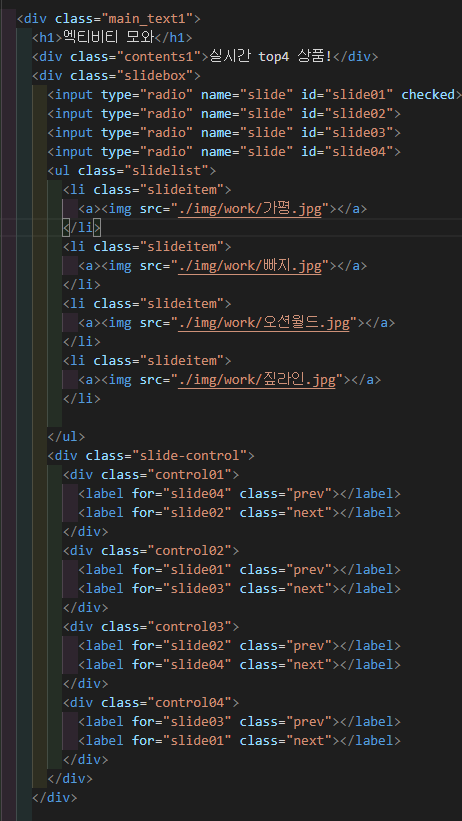 <div class="main_text1">
<h1>엑티비티 모와</h1>
<div class="contents1">실시간 top4 상품!</div>
<div class="slidebox">
<input type="radio" name="slide" id="slide01" checked>
<input type="radio" name="slide" id="slide02">
<input type="radio" name="slide" id="slide03">
<input type="radio" name="slide" id="slide04">
<ul class="slidelist">
<li class="slideitem">
<a><img src="./img/work/가평.jpg"></a>
</li>
<li class="slideitem">
<a><img src="./img/work/빠지.jpg"></a>
</li>
<li class="slideitem">
<a><img src="./img/work/오션월드.jpg"></a>
</li>
<li class="slideitem">
<a><img src="./img/work/짚라인.jpg"></a>
</li>
</ul>
<div class="slide-control">
<div class="control01">
<label for="slide04" class="prev"></label>
<label for="slide02" class="next"></label>
</div>
<div class="control02">
<label for="slide01" class="prev"></label>
<label for="slide03" class="next"></label>
</div>
<div class="control03">
<label for="slide02" class="prev"></label>
<label for="slide04" class="next"></label>
</div>
<div class="control04">
<label for="slide03" class="prev"></label>
<label for="slide01" class="next"></label>
</div>
</div>
</div>